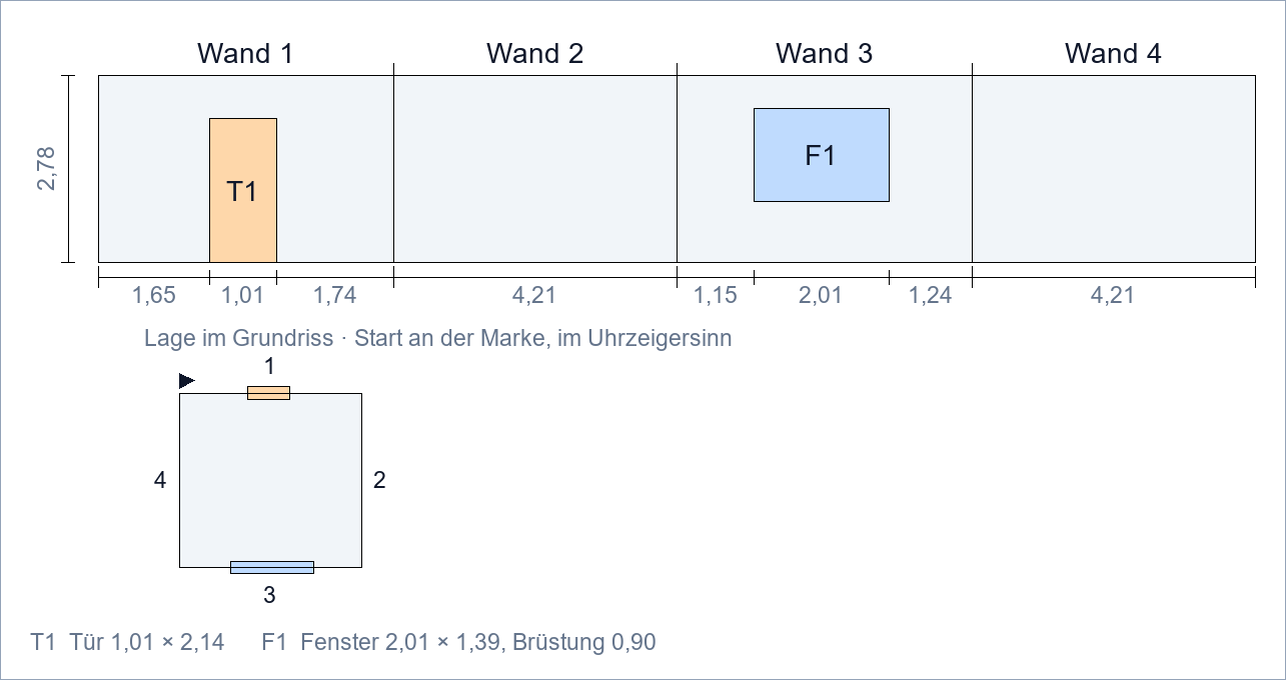 Wand 1 Wand 2 Wand 3 Wand 4
2,78
T1 F1
1,65 1,01 1,74 4,21 1,15 2,01 1,24 4,21
Lage im Grundriss · Start an der Marke, im Uhrzeigersinn
1
4 2
3
T1 Tür 1,01 × 2,14 F1 Fenster 2,01 × 1,39, Brüstung 0,90